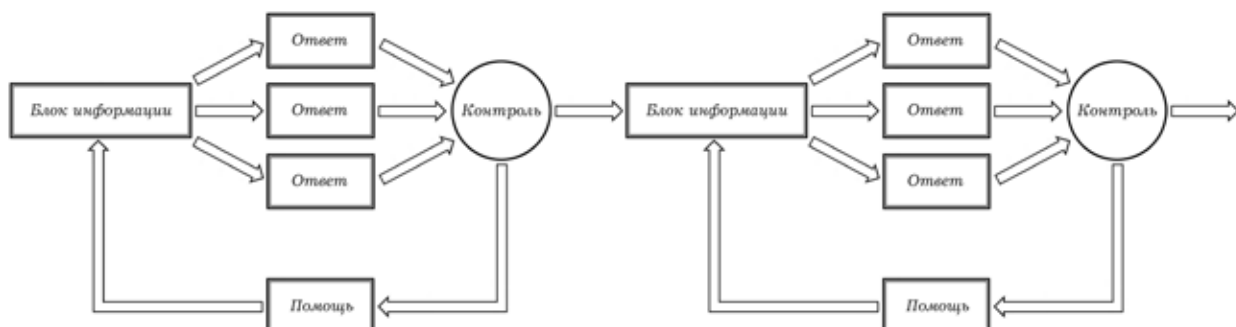 Ответ
Ответ
Блок информации
Ответ
Контроль
Блок информации
Ответ
Контроль
Ответ
Ответ
Помощь
Помощь